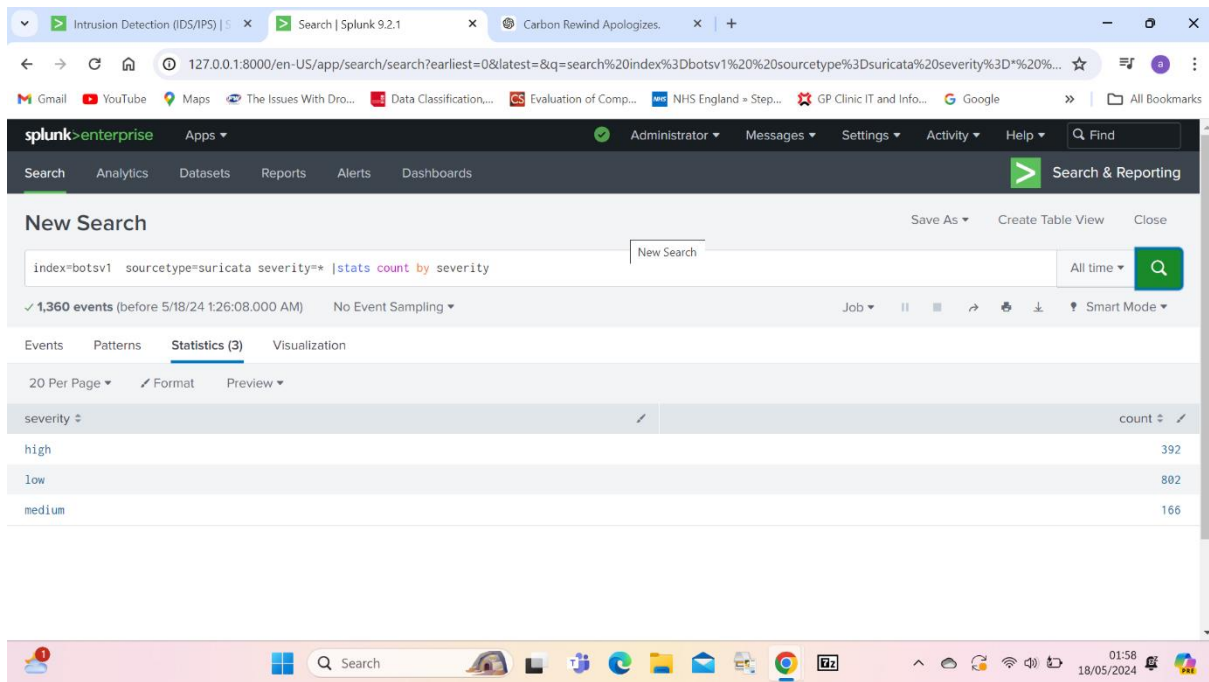 Intrusion Detection (IDS/IPS) | S
Search | Splunk 9.2.1
Carbon Rewind Apologizes.
127.0.0.1:8000/en-US/app/search/search?earliest=0&latest=&q=search%20index%3Dbotsv1%20%20sourcetype%3Dsuricata%20severity%3D*%20%...
a
Gmail YouTube Maps The Issues With Dro... Data Classification,... Evaluation of Comp... NHS England » Step... GP Clinic IT and Info... Google » All Bookmarks
splunk>enterprise Apps Administrator Messages Settings Activity Help Find
Search Analytics Datasets Reports Alerts Dashboards Search & Reporting
New Search Save As Create Table View Close
New Search
index=botsv1  sourcetype=suricata severity=* |stats count by severity All time
✓ 1,360 events (before 5/18/24 1:26:08.000 AM) No Event Sampling Job Smart Mode
Events Patterns Statistics (3) Visualization
20 Per Page Format Preview
severity count
high 392
low 802
medium 166
1 Search 01:58
18/05/2024